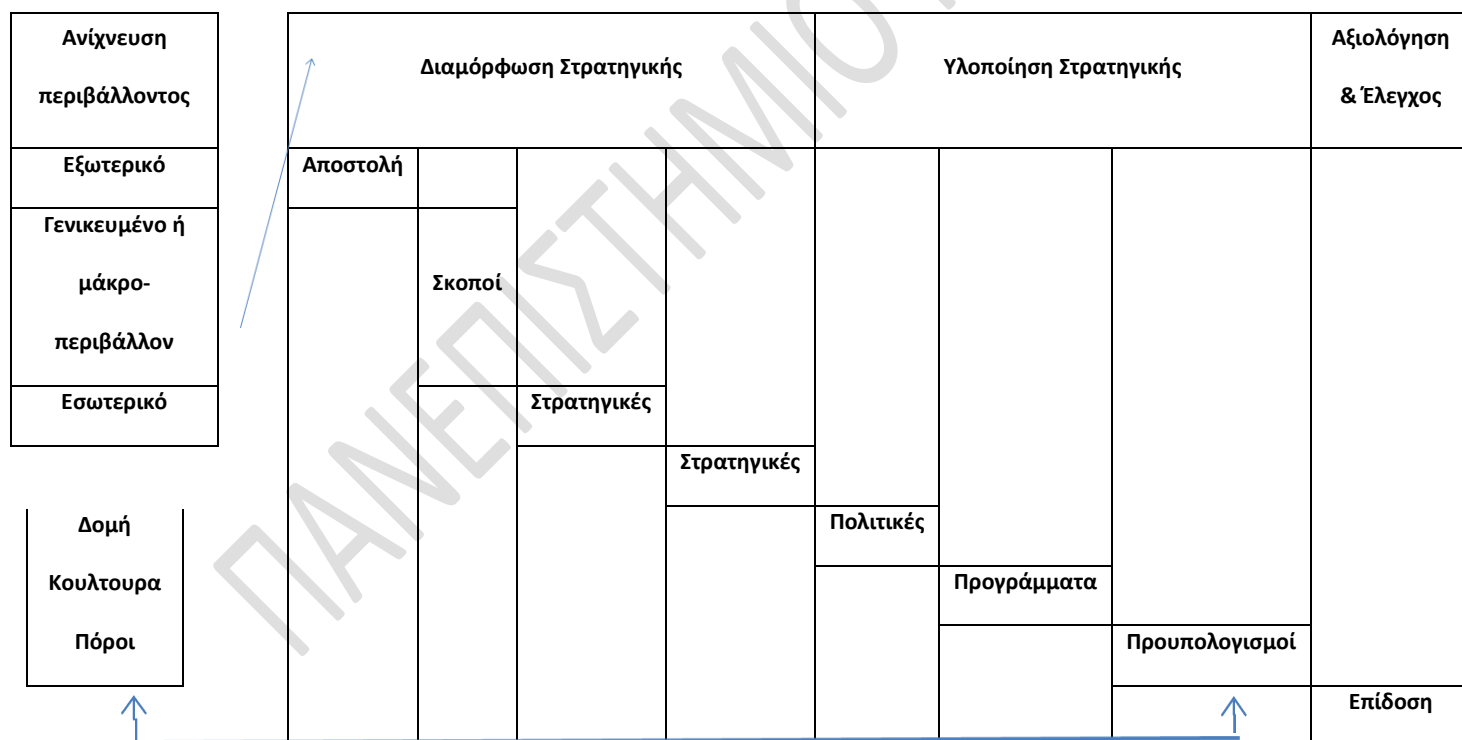 Ανίχνευση
περιβάλλοντος
Διαμόρφωση Στρατηγικής
Υλοποίηση Στρατηγικής
Αξιολόγηση
& Έλεγχος
Εξωτερικό
Αποστολή
Γενικευμένο ή
μάκρο-
περιβάλλον
Σκοποί
Εσωτερικό
Στρατηγικές
Στρατηγικές
Δομή
Κουλτουρα
Πόροι
Πολιτικές
Προγράμματα
Προυπολογισμοί
Επίδοση
ΠΑΝΕΠΙΣΤΗΜΙΟ